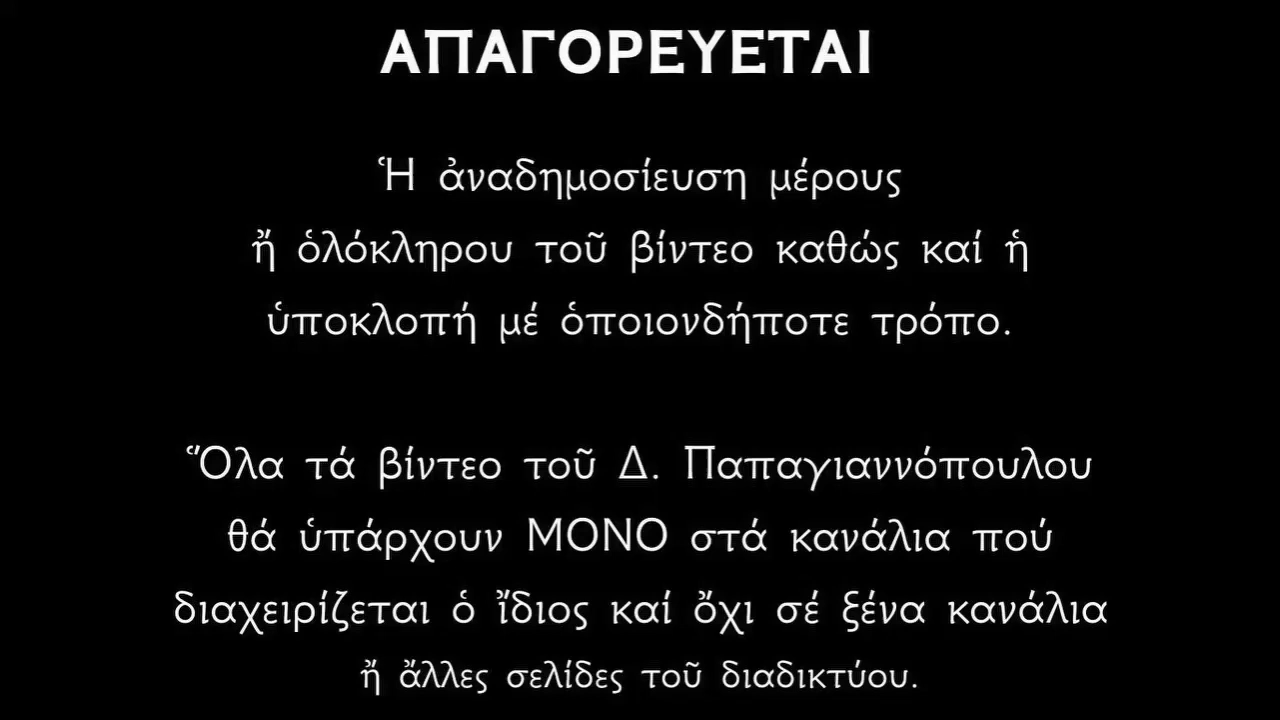 ΑΠΑΓΟΡΕΥΕΤΑΙ
Ἡ ἀναδημοσίευση μέρους
ἤ ὁλόκληρου τοῦ βίντεο καθώς καί ἡ
ὑποκλοπή μέ ὁποιονδήποτε τρόπο.
Ὅλα τά βίντεο τοῦ Δ. Παπαγιαννόπουλου
θά ὑπάρχουν ΜΟΝΟ στά κανάλια πού
διαχειρίζεται ὁ ἴδιος καί ὄχι σέ ξένα κανάλια
ἤ ἄλλες σελίδες τοῦ διαδικτύου.